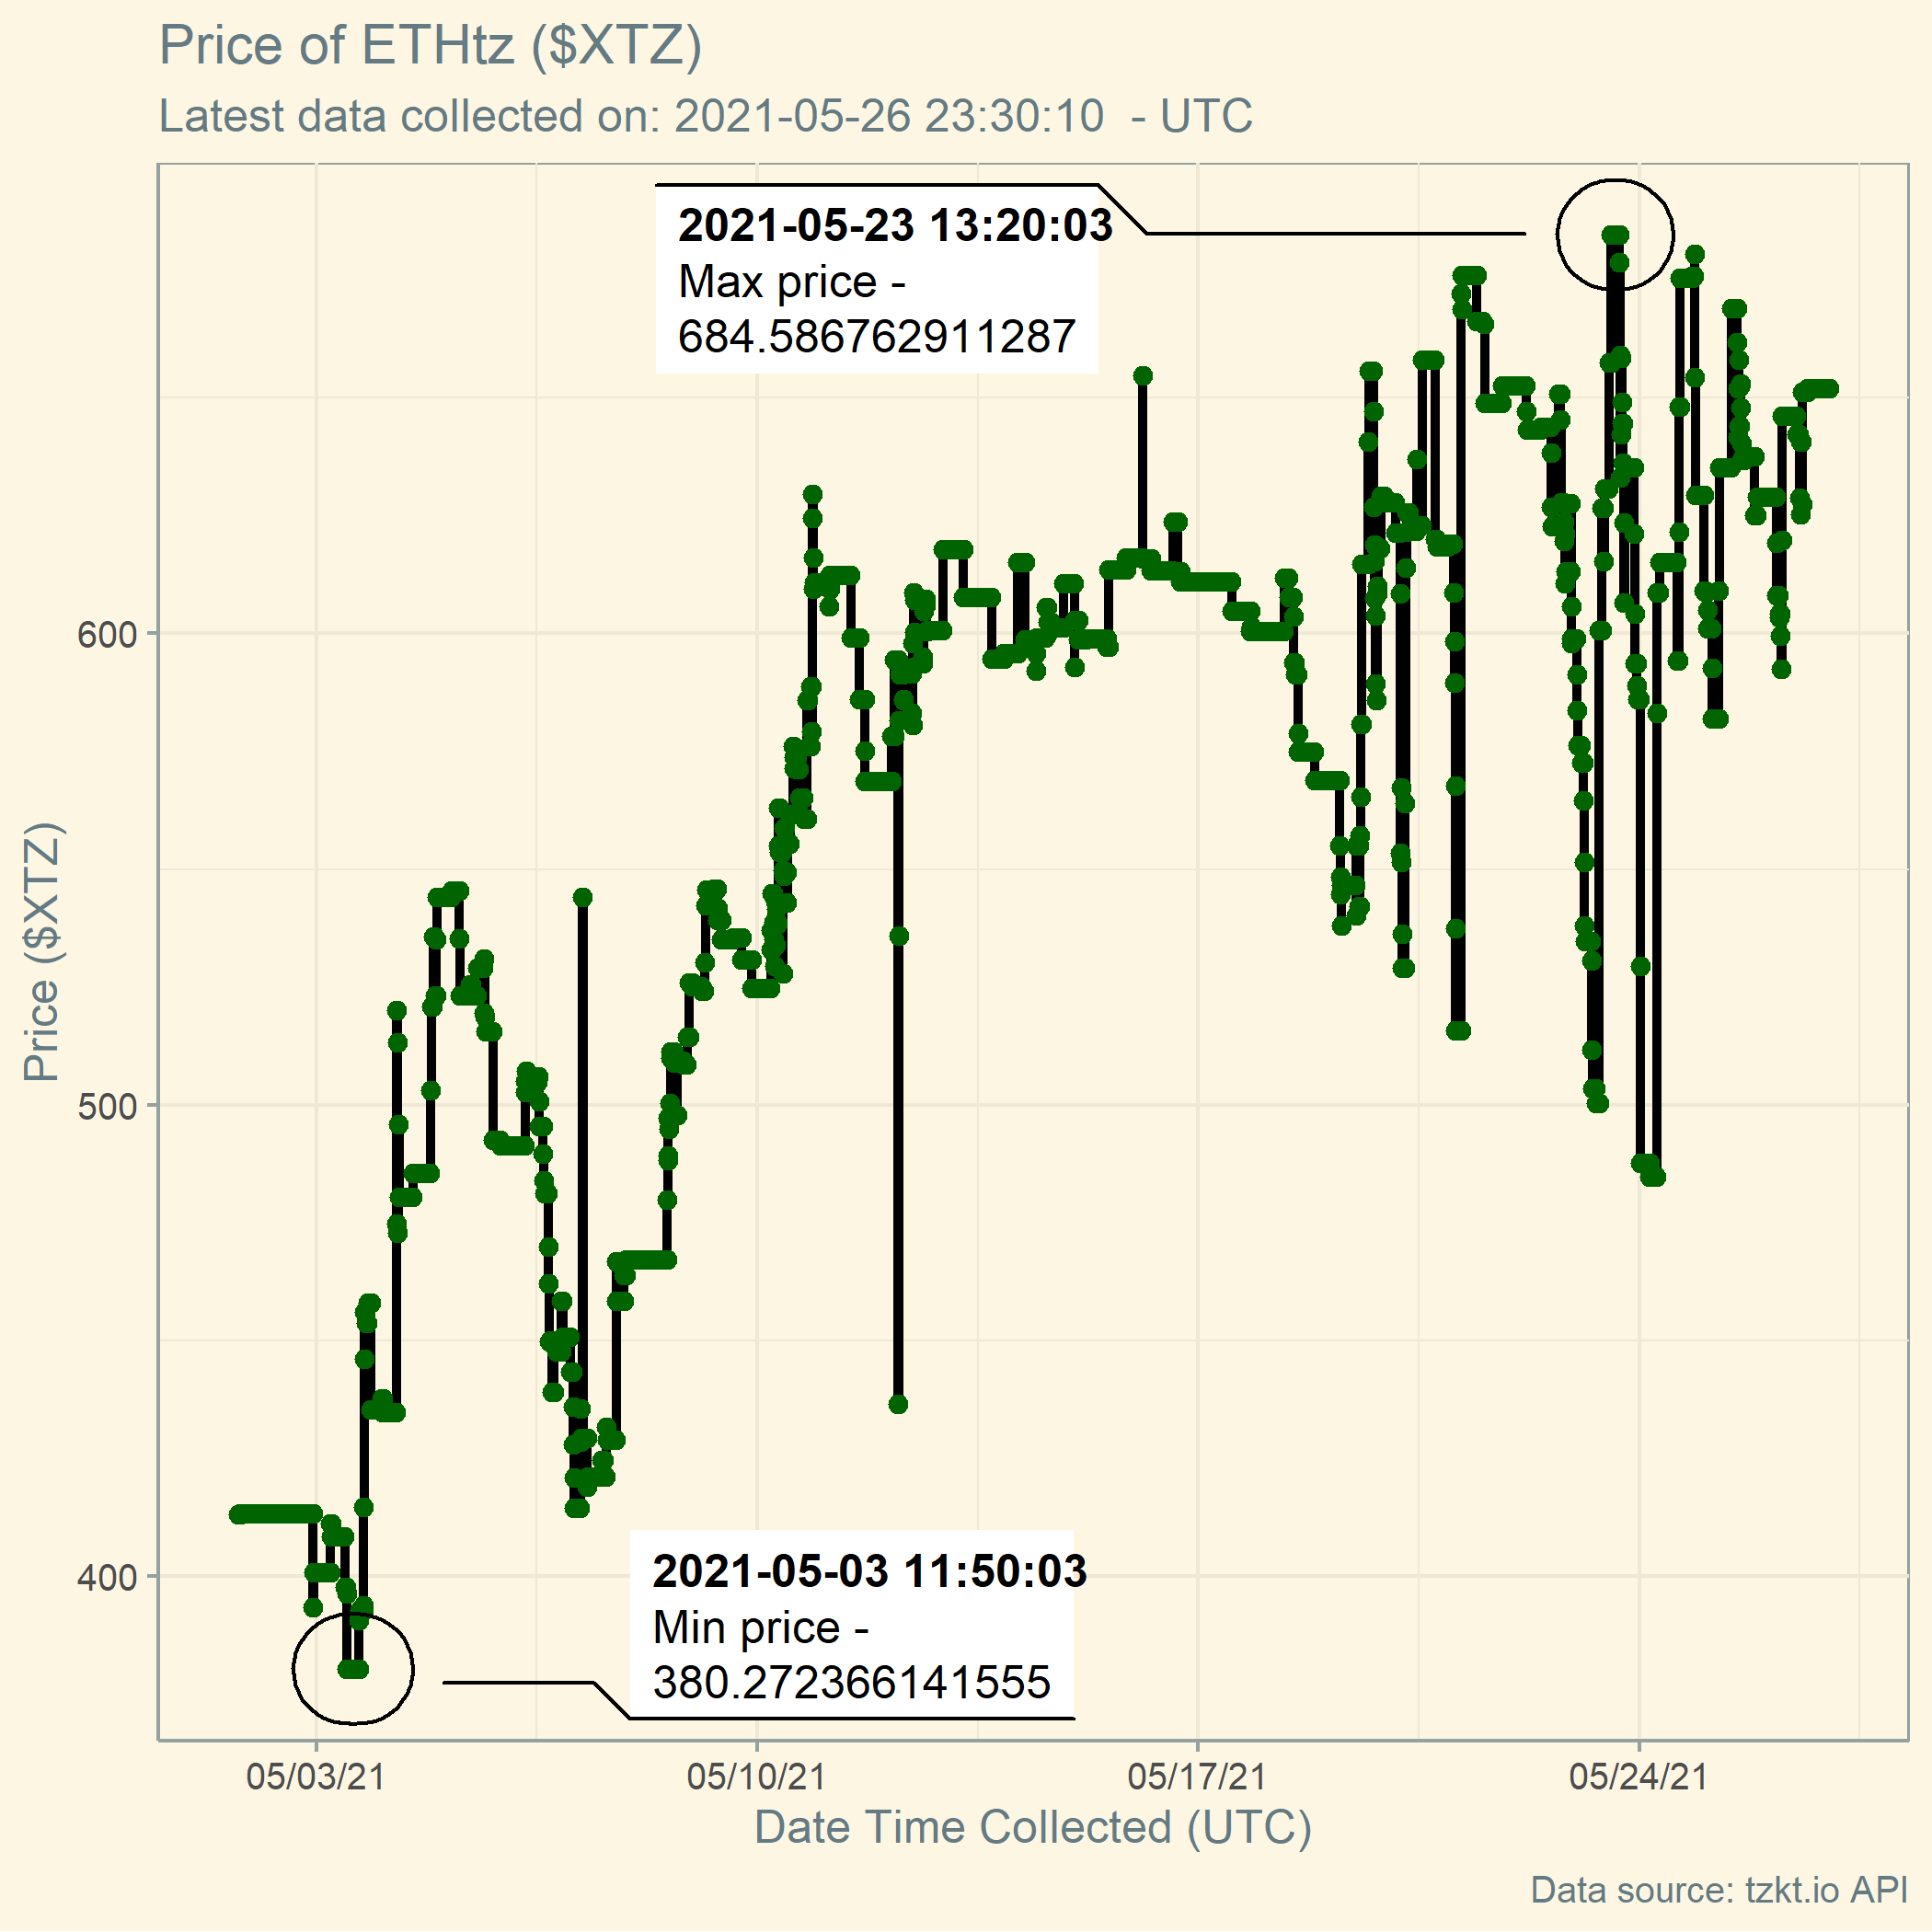 Price of ETHtz ($XTZ)
Latest data collected on: 2021-05-26 23:30:10  - UTC
2021-05-23 13:20:03
Max price -
684.586762911287
600
500
400
Price ($XTZ)
2021-05-03 11:50:03
Min price -
380.272366141555
05/03/21
05/10/21
05/17/21
05/24/21
Date Time Collected (UTC)
Data source: tzkt.io API